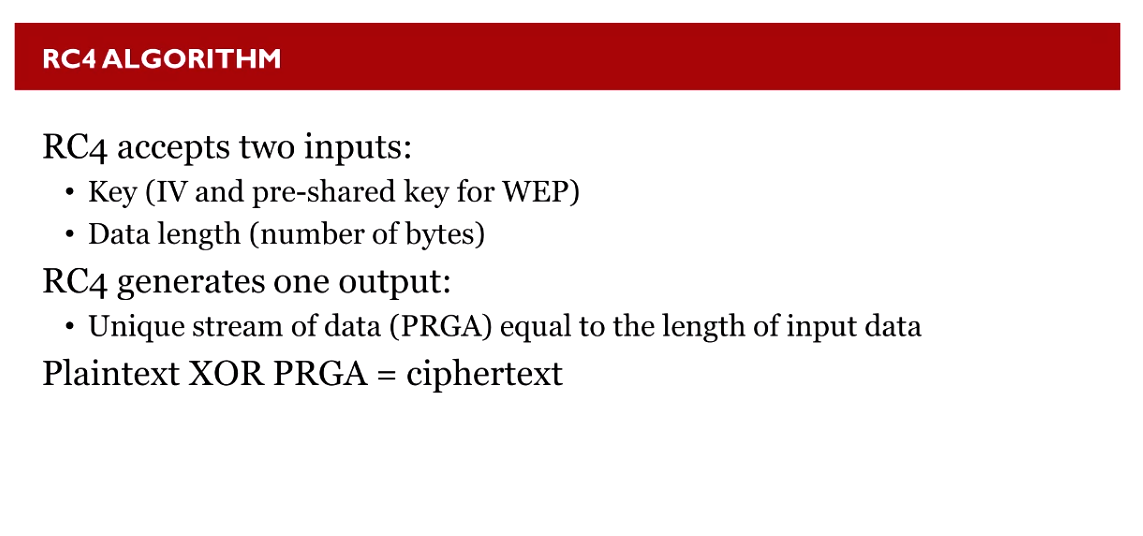 RC4 ALGORITHM
RC4 accepts two inputs:
• Key (IV and pre-shared key for WEP)
• Data length (number of bytes)
RC4 generates one output:
• Unique stream of data (PRGA) equal to the length of input data
Plaintext XOR PRGA = ciphertext